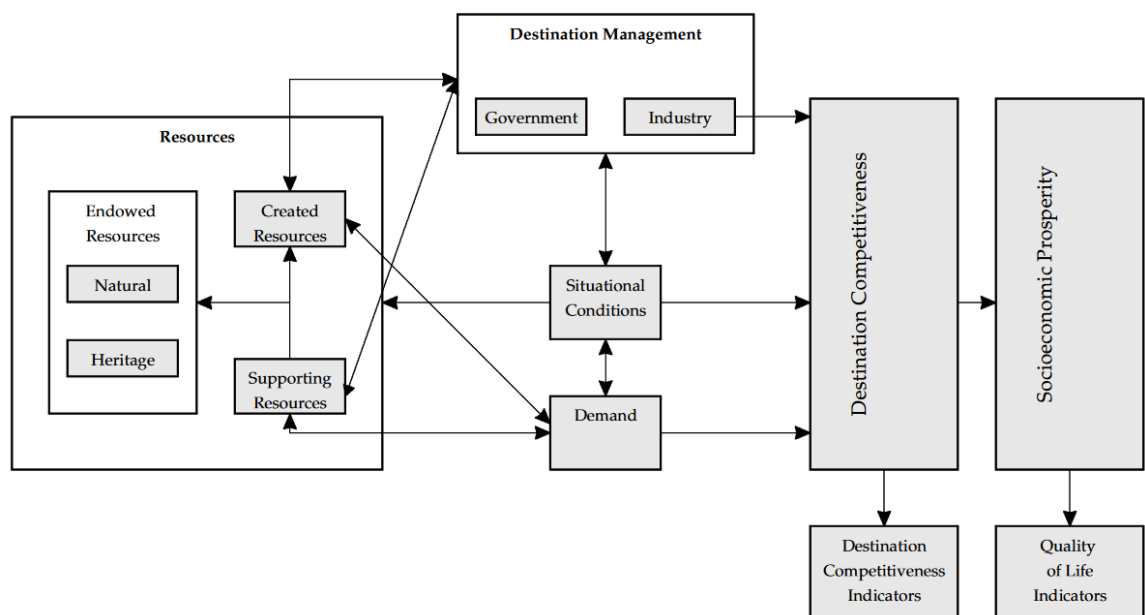 Destination Management
Government
Industry
Resources
Endowed
Resources
Natural
Heritage
Created
Resources
Supporting
Resources
Situational
Conditions
Demand
Destination Competitiveness
Socioeconomic Prosperity
Destination
Competitiveness
Indicators
Quality
of Life
Indicators